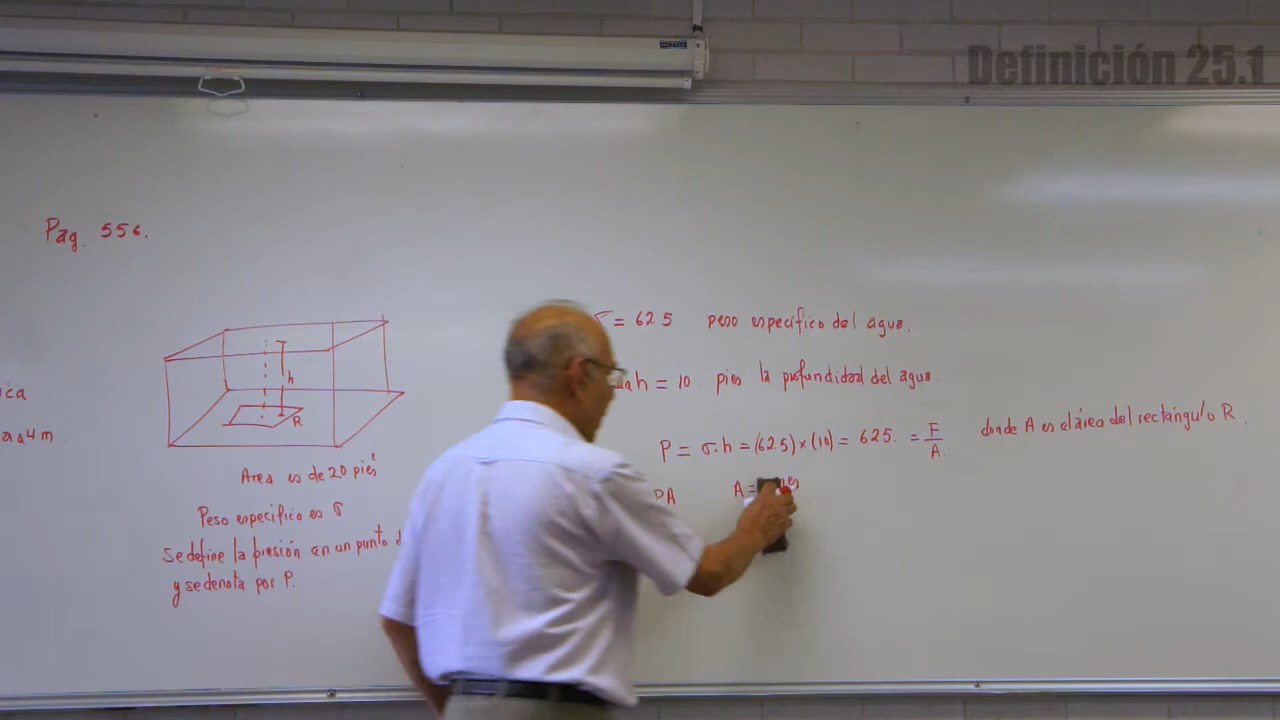 Definición 25.1
Pag. 556.
h
R
Area es de 20 pies²
Peso especifico es σ
Se define la presión en un punto d
y se denota por P.
ica
a a 4 m.
σ = 62.5 peso específico del agua.
h = 10 pies la profundidad del agua.
P = σ.h = (62.5) × (10) = 625. = F/A. donde A es el área del rectángulo R.
PA A =